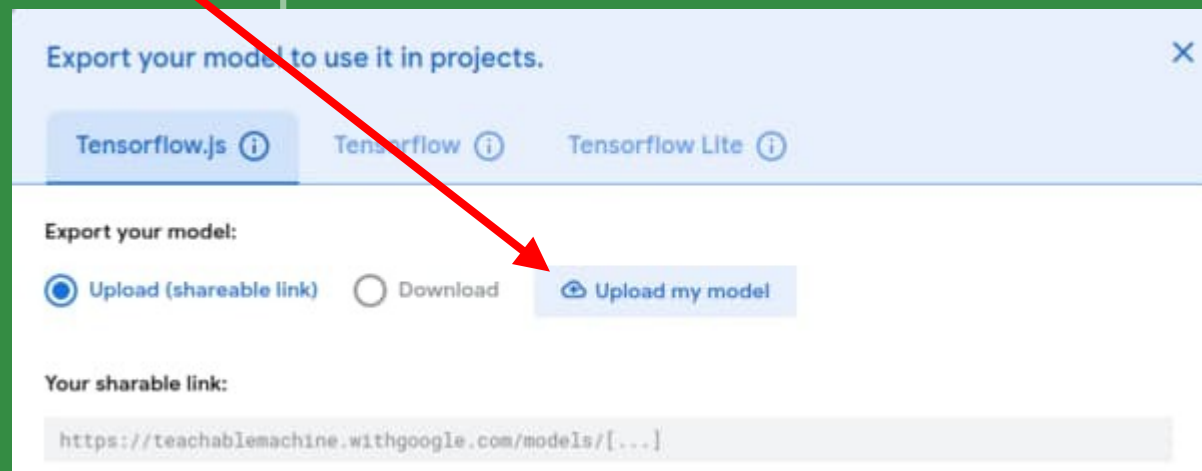 Export your model to use it in projects.
Tensorflow.js Tensorflow Tensorflow Lite
Export your model:
Upload (shareable link) Download Upload my model
Your sharable link:
https://teachablemachine.withgoogle.com/models/[...]